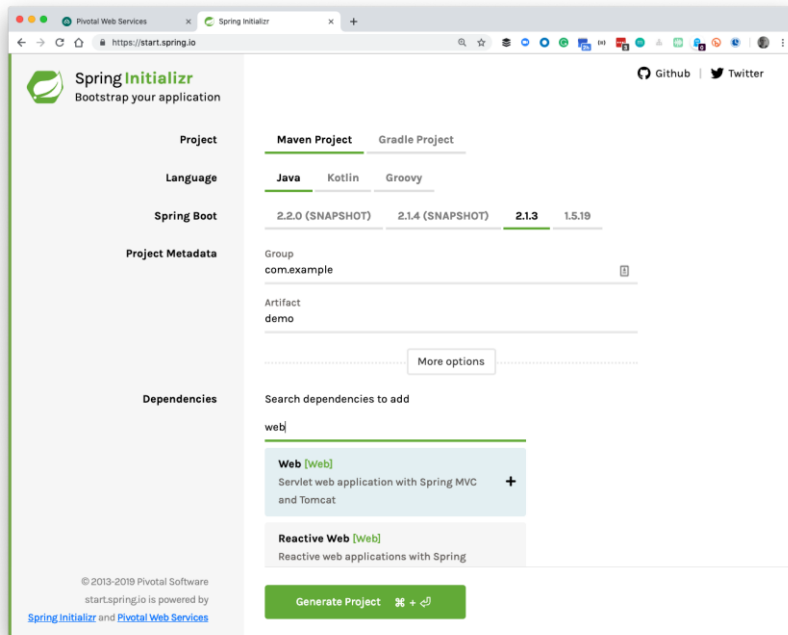 Pivotal Web Services
Spring Initializr
https://start.spring.io
Spring Initializr
Bootstrap your application
Github
Twitter
Project
Maven Project Gradle Project
Language
Java Kotlin Groovy
Spring Boot
2.2.0 (SNAPSHOT) 2.1.4 (SNAPSHOT) 2.1.3 1.5.19
Project Metadata
Group
com.example
Artifact
demo
More options
Dependencies
Search dependencies to add
web
Web [Web]
Servlet web application with Spring MVC
and Tomcat
Reactive Web [Web]
Reactive web applications with Spring
© 2013-2019 Pivotal Software
start.spring.io is powered by
Spring Initializr and Pivotal Web Services
Generate Project ⌘ + ⏎